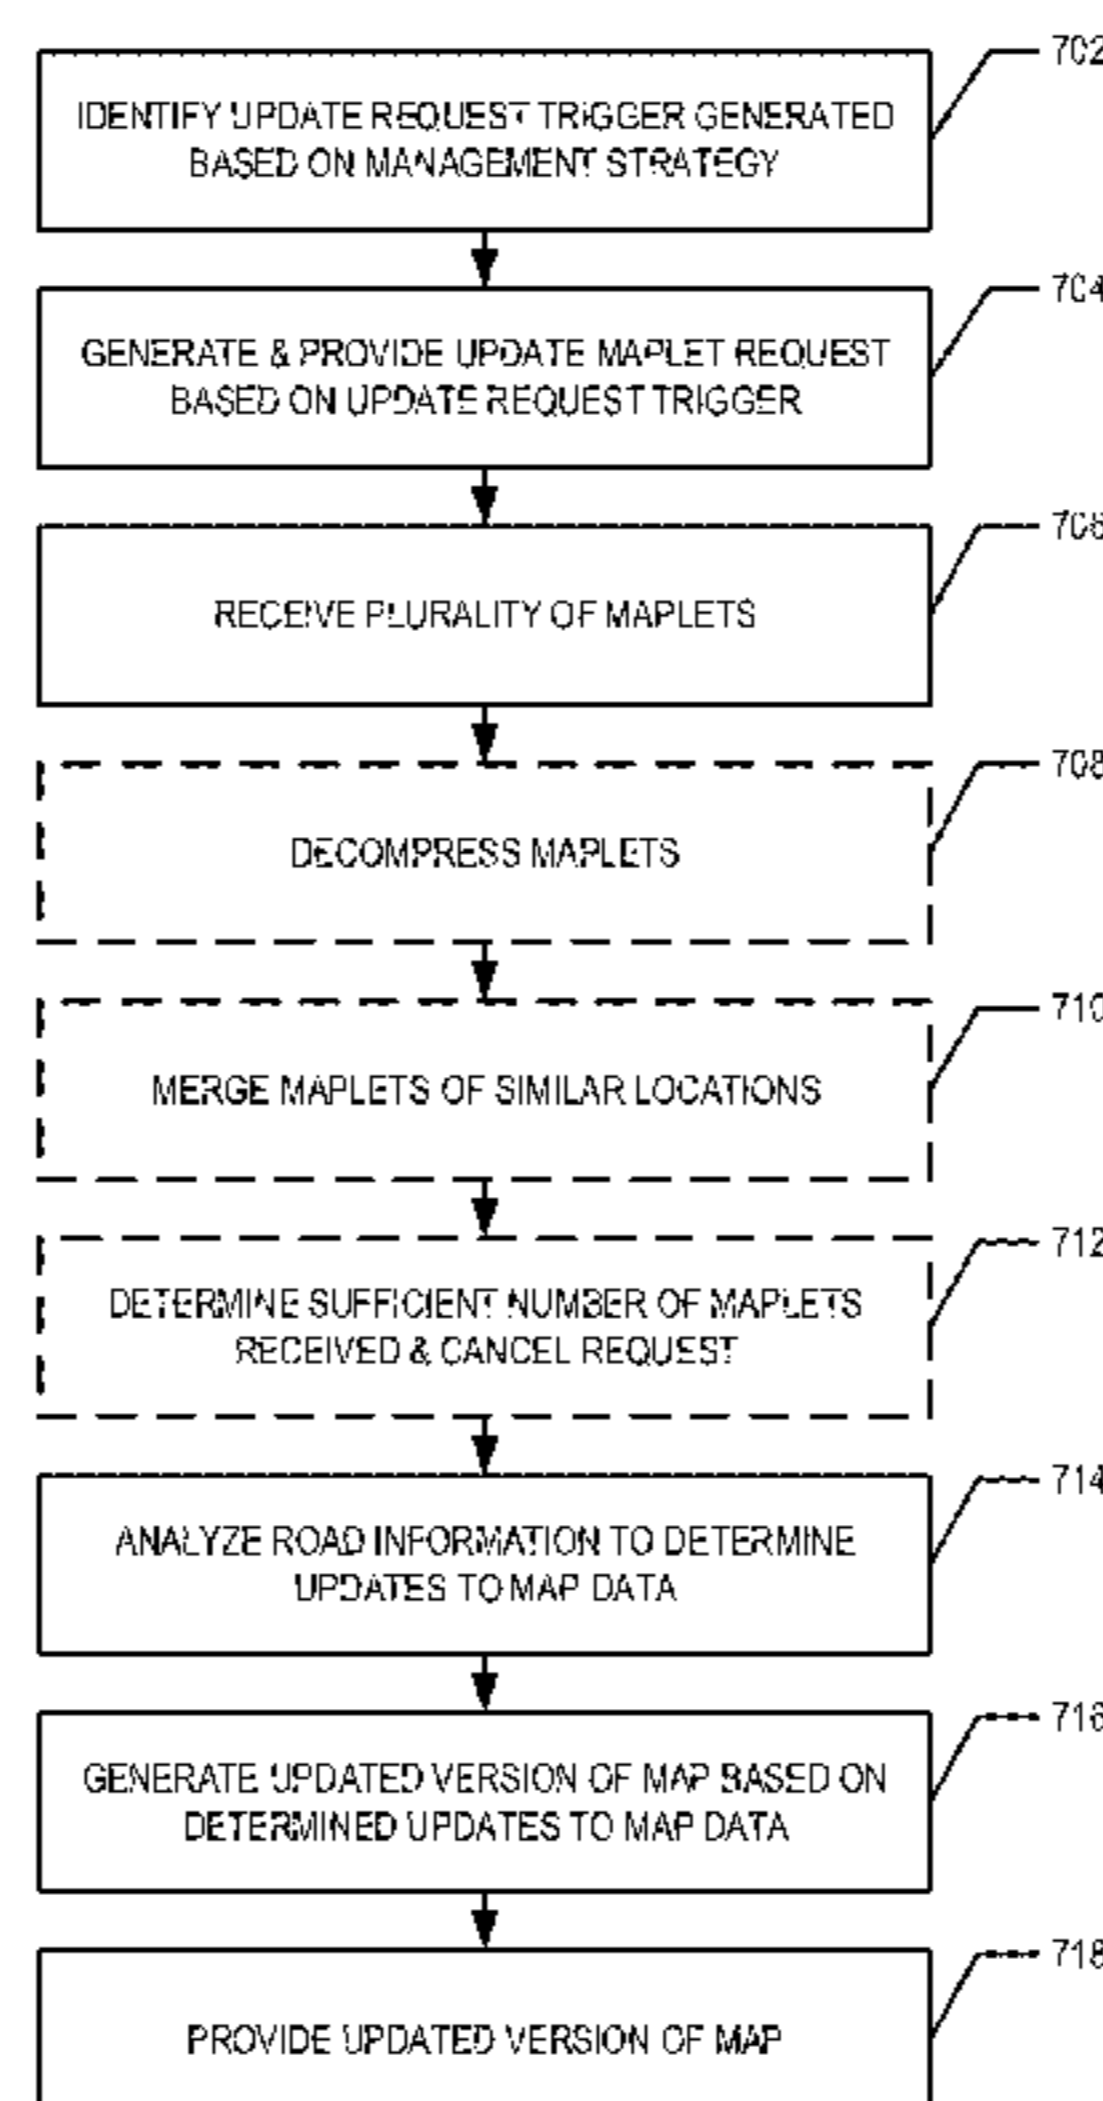 702
IDENTIFY UPDATE REQUEST TRIGGER GENERATED
BASED ON MANAGEMENT STRATEGY
704
GENERATE & PROVIDE UPDATE MAPLET REQUEST
BASED ON UPDATE REQUEST TRIGGER
706
RECEIVE PLURALITY OF MAPLETS
708
DECOMPRESS MAPLETS
710
MERGE MAPLETS OF SIMILAR LOCATIONS
712
DETERMINE SUFFICIENT NUMBER OF MAPLETS
RECEIVED & CANCEL REQUEST
714
ANALYZE ROAD INFORMATION TO DETERMINE
UPDATES TO MAP DATA
716
GENERATE UPDATED VERSION OF MAP BASED ON
DETERMINED UPDATES TO MAP DATA
718
PROVIDE UPDATED VERSION OF MAP